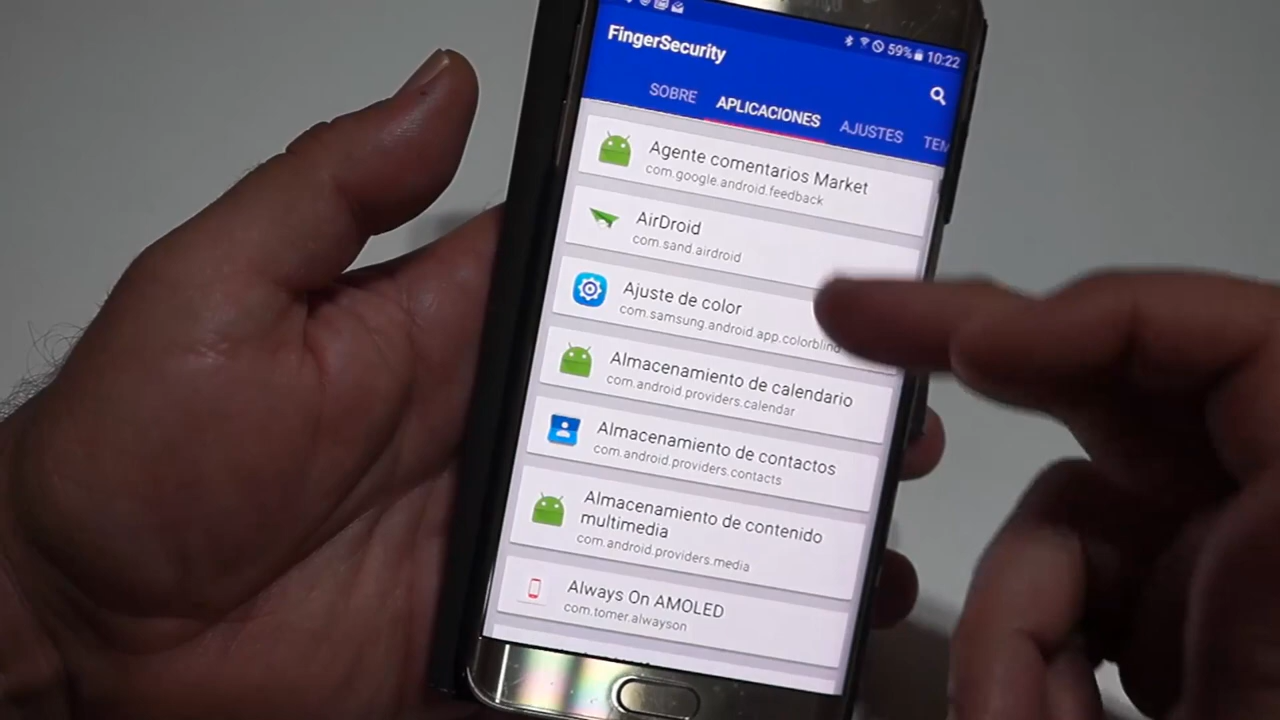 59% 10:22
FingerSecurity
SOBRE APLICACIONES AJUSTES TEM
Agente comentarios Market
com.google.android.feedback
AirDroid
com.sand.airdroid
Ajuste de color
com.samsung.android.app.colorblind
Almacenamiento de calendario
com.android.providers.calendar
Almacenamiento de contactos
com.android.providers.contacts
Almacenamiento de contenido
multimedia
com.android.providers.media
Always On AMOLED
com.tomer.alwayson